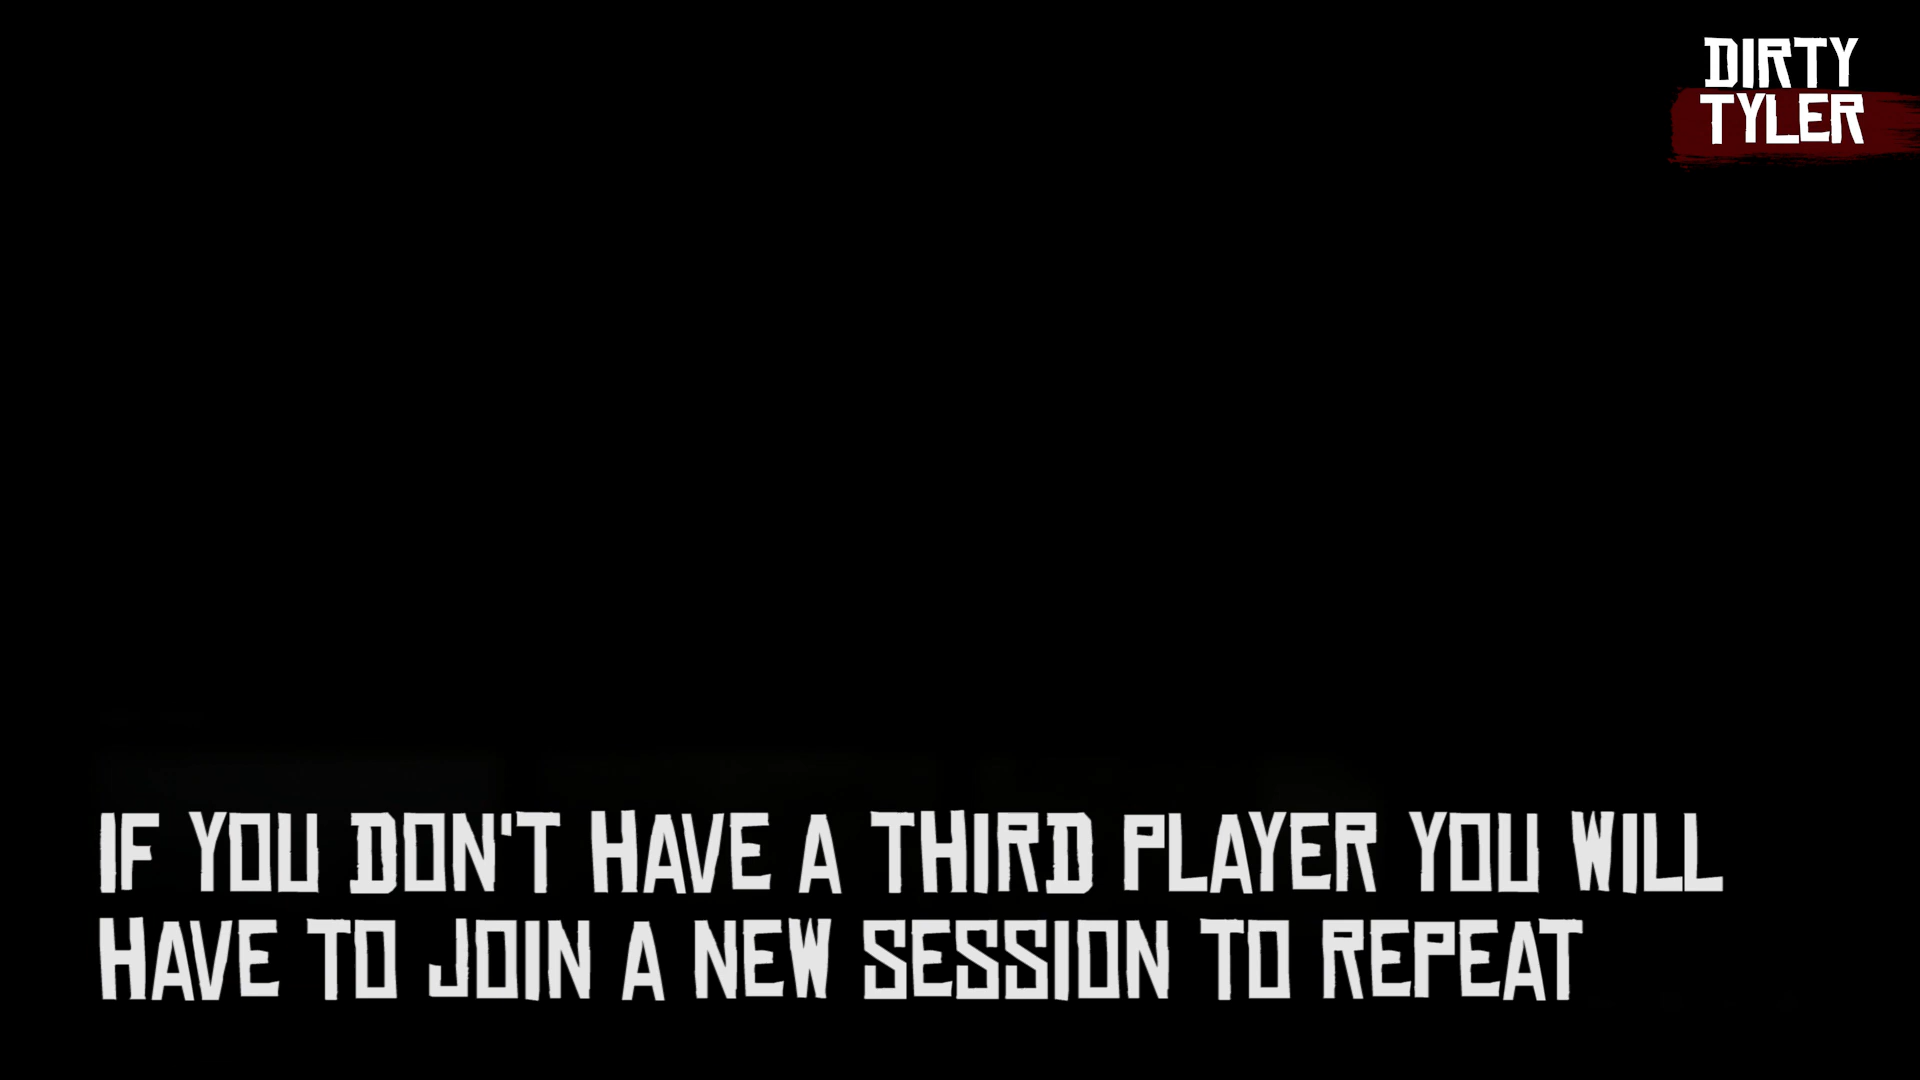 DIRTY
TYLER
IF YOU DON'T HAVE A THIRD PLAYER YOU WILL
HAVE TO JOIN A NEW SESSION TO REPEAT